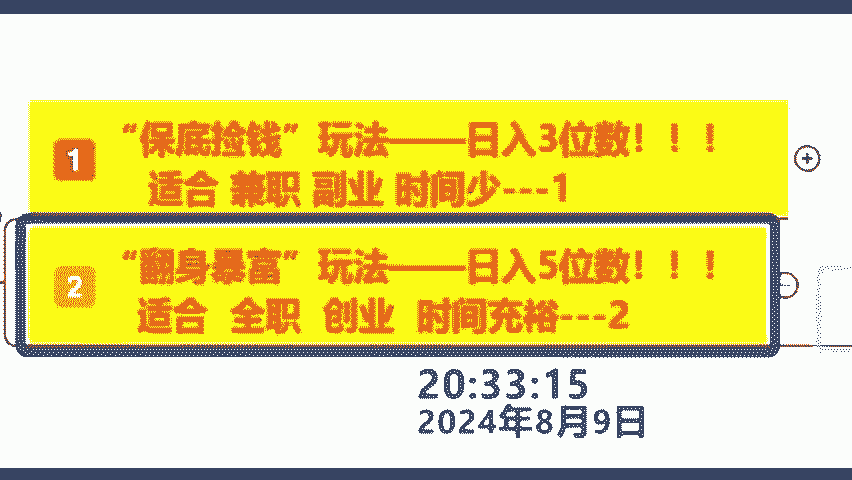 1
“保底捡钱” 玩法——日入3位数！！！
适合 兼职 副业 时间少---1
2
“翻身暴富” 玩法——日入5位数！！！
适合 全职 创业 时间充裕---2
20:33:15
2024年8月9日